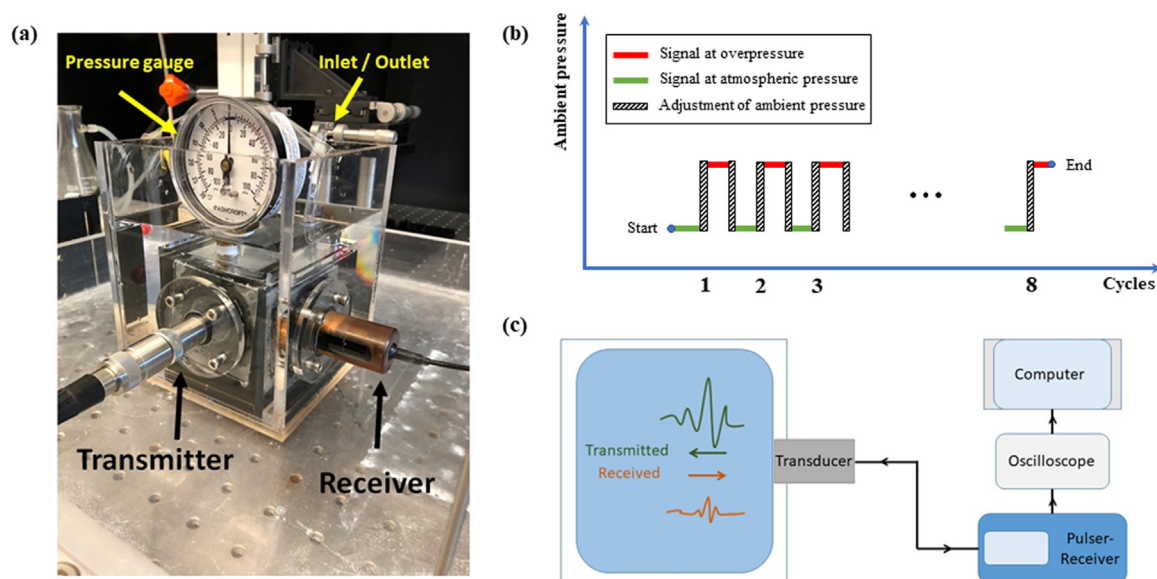 (a)
Pressure gauge
Inlet / Outlet
ASHCROFT
Transmitter
Receiver
(b)
Ambient pressure
Signal at overpressure
Signal at atmospheric pressure
Adjustment of ambient pressure
Start
End
...
1 2 3 8 Cycles
(c)
Transmitted
Received
Transducer
Computer
Oscilloscope
Pulser-
Receiver